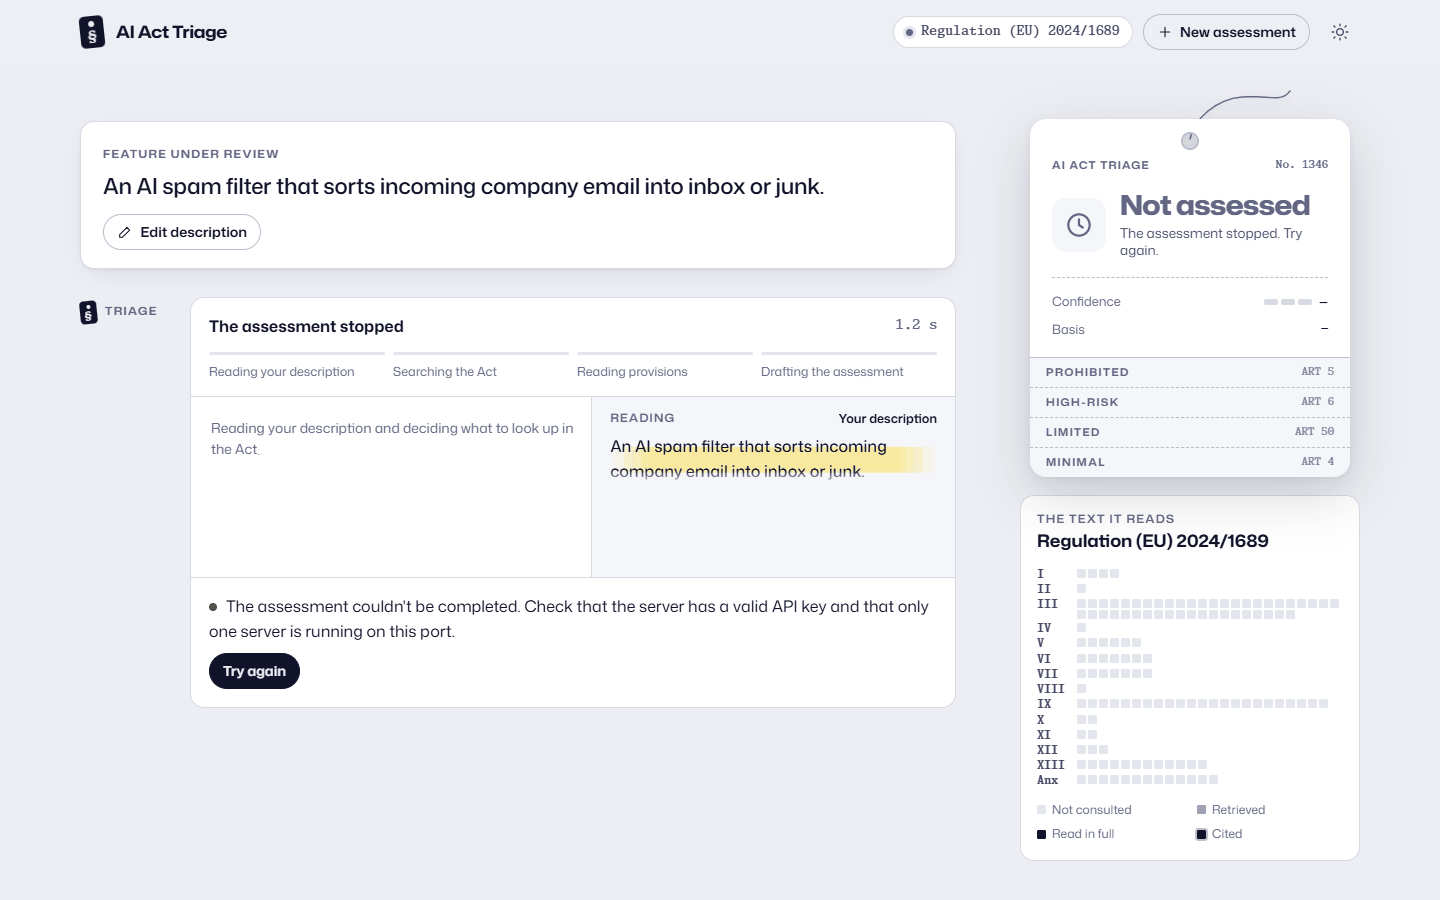 AI Act Triage
Regulation (EU) 2024/1689
New assessment
FEATURE UNDER REVIEW
An AI spam filter that sorts incoming company email into inbox or junk.
Edit description
§ TRIAGE
The assessment stopped
1.2 s
Reading your description
Searching the Act
Reading provisions
Drafting the assessment
Reading your description and deciding what to look up in
the Act.
READING
Your description
An AI spam filter that sorts incoming
company email into inbox or junk.
The assessment couldn't be completed. Check that the server has a valid API key and that only
one server is running on this port.
Try again
AI ACT TRIAGE
No. 1346
Not assessed
The assessment stopped. Try
again.
Confidence –
Basis –
PROHIBITED ART 5
HIGH-RISK ART 6
LIMITED ART 50
MINIMAL ART 4
THE TEXT IT READS
Regulation (EU) 2024/1689
I
II
III
IV
V
VI
VII
VIII
IX
X
XI
XII
XIII
Anx
Not consulted
Retrieved
Read in full
Cited